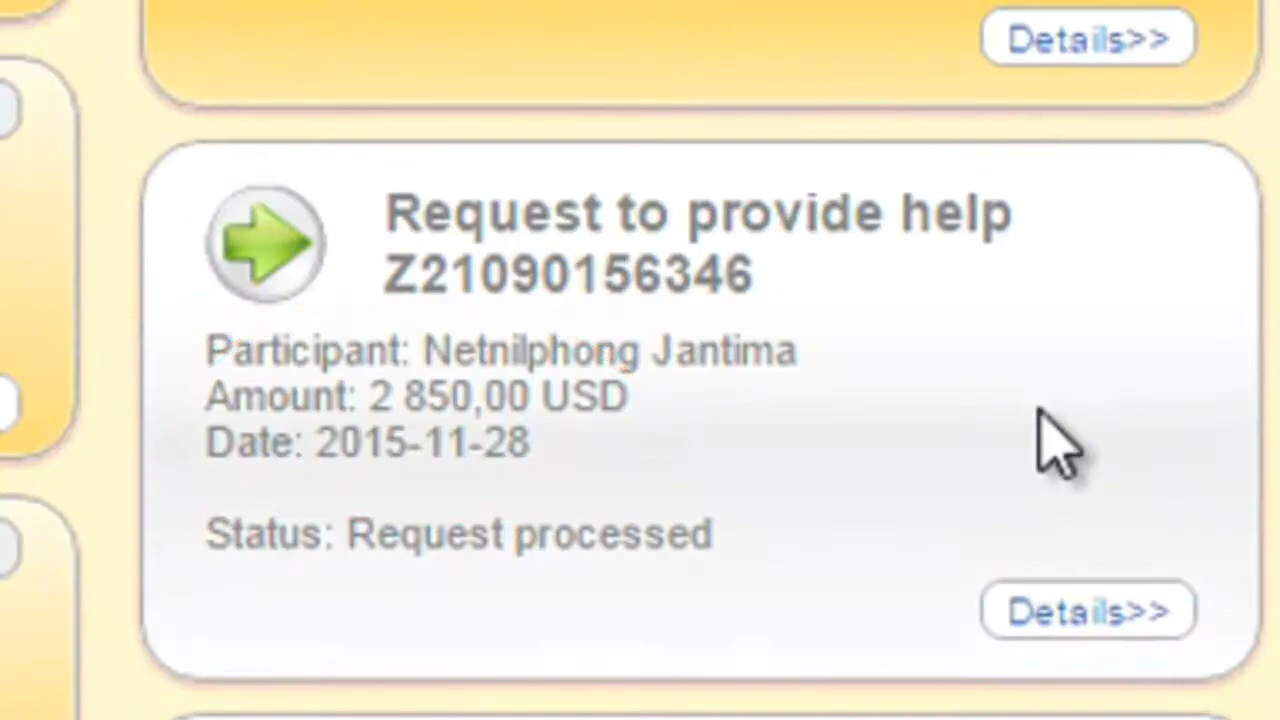 Details>>
Request to provide help
Z21090156346
Participant: Netnilphong Jantima
Amount: 2 850,00 USD
Date: 2015-11-28
Status: Request processed
Details>>